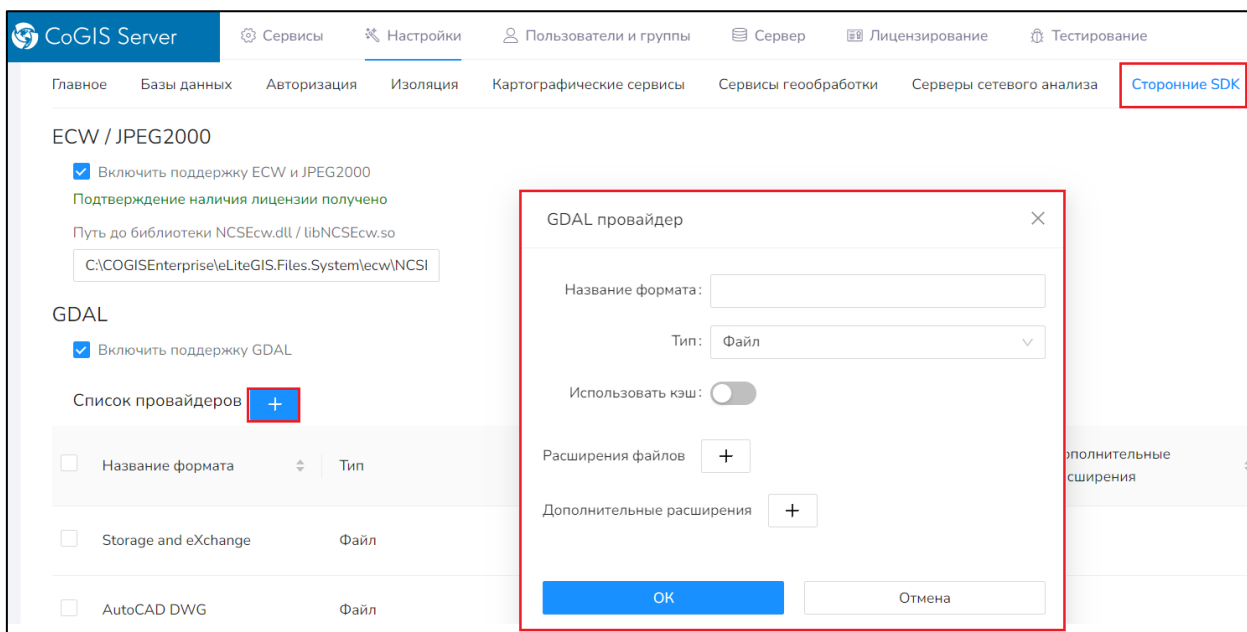 CoGIS Server
Сервисы
Настройки
Пользователи и группы
Сервер
Лицензирование
Тестирование
Главное
Базы данных
Авторизация
Изоляция
Картографические сервисы
Сервисы геообработки
Серверы сетевого анализа
Сторонние SDK
ECW / JPEG2000
Включить поддержку ECW и JPEG2000
Подтверждение наличия лицензии получено
Путь до библиотеки NCSEcw.dll / libNCSEcw.so
C:\COGISEnterprise\eLiteGIS.Files.System\ecw\NCSI
GDAL
Включить поддержку GDAL
Список провайдеров +
Название формата
Тип
ополнительные
сширения
Storage and eXchange
Файл
AutoCAD DWG
Файл
GDAL провайдер
Название формата:
Тип: Файл
Использовать кэш:
Расширения файлов +
Дополнительные расширения +
ОК
Отмена